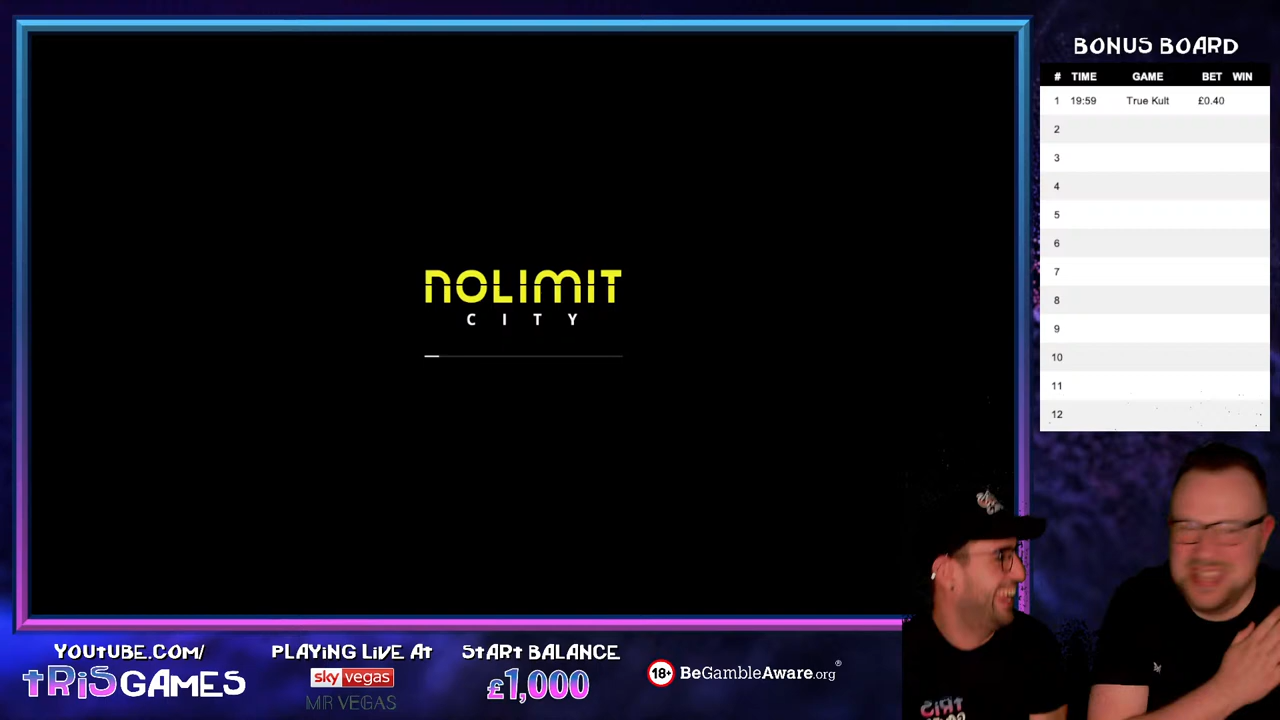 BONUS BOARD
# TIME GAME BET WIN
1 19:59 True Kult £0.40
2
3
4
5
6
7
8
9
10
11
12
NOLIMIT
CITY
YOUTUBE.COM/
TRISGAMES
PLAYING LIVE AT
sky vegas
MR VEGAS
START BALANCE
£1,000
18+ BeGambleAware.org®